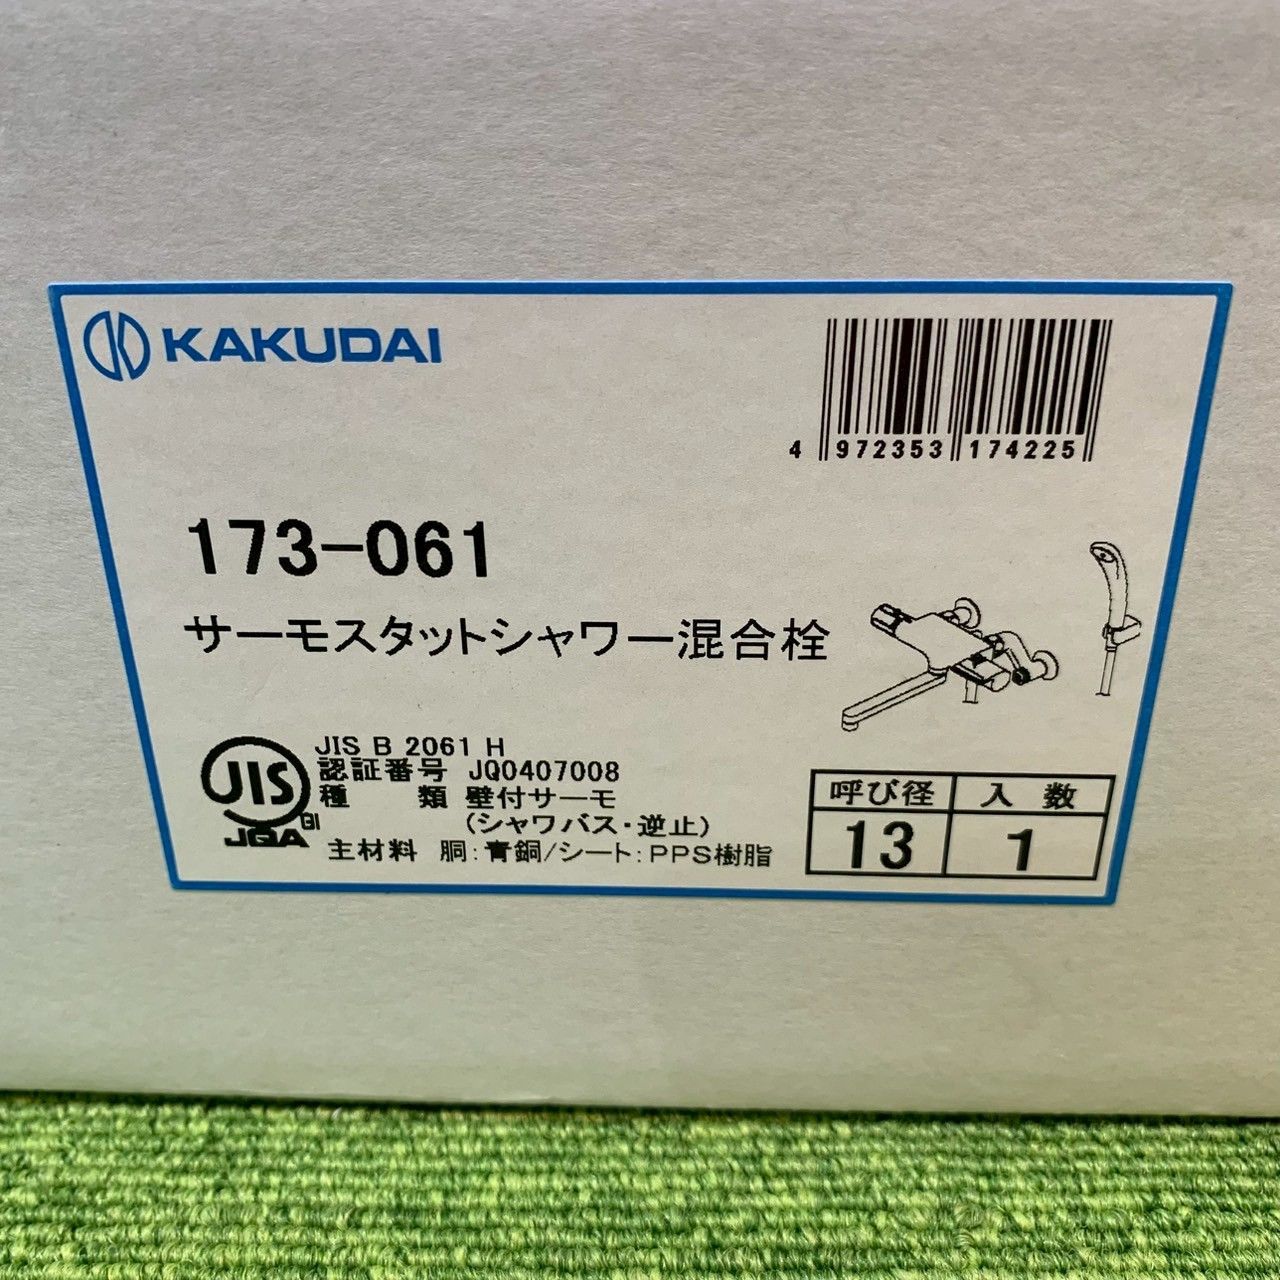 KAKUDAI
4 972353 174225
173-061
サーモスタットシャワー混合栓
JIS B 2061 H
認証番号 JQ0407008
種 類 壁付サーモ
(シャワバス・逆止)
主材料 胴:青銅/シート:PPS樹脂
JIS
JQA GI
呼び径 入 数
13 1